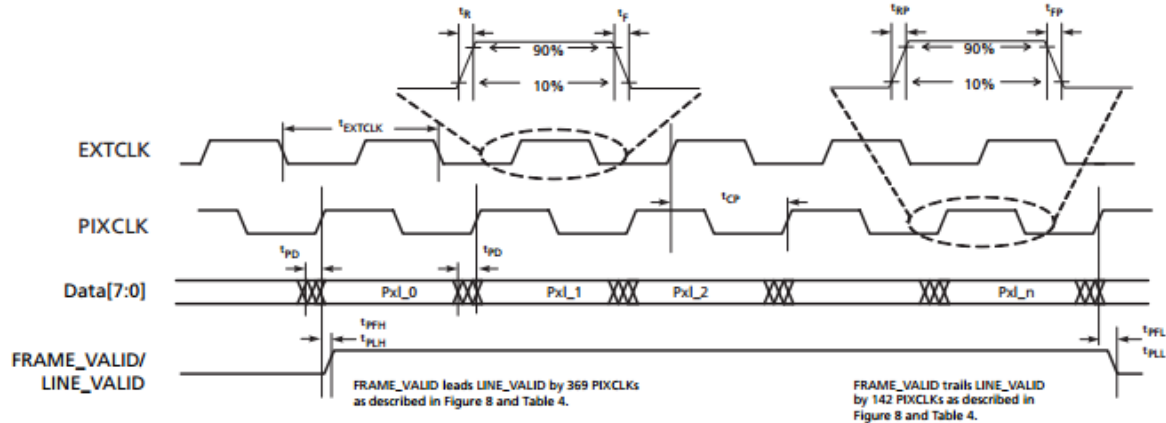 tR
tF
tRP
tFP
90%
90%
10%
10%
tEXTCLK
EXTCLK
tCP
PIXCLK
tPD
tPD
Data[7:0]
Pxl_0
Pxl_1
Pxl_2
Pxl_n
tPFH
tPLH
tPFL
tPLL
FRAME_VALID/
LINE_VALID
FRAME_VALID leads LINE_VALID by 369 PIXCLKs
as described in Figure 8 and Table 4.
FRAME_VALID trails LINE_VALID
by 142 PIXCLKs as described in
Figure 8 and Table 4.